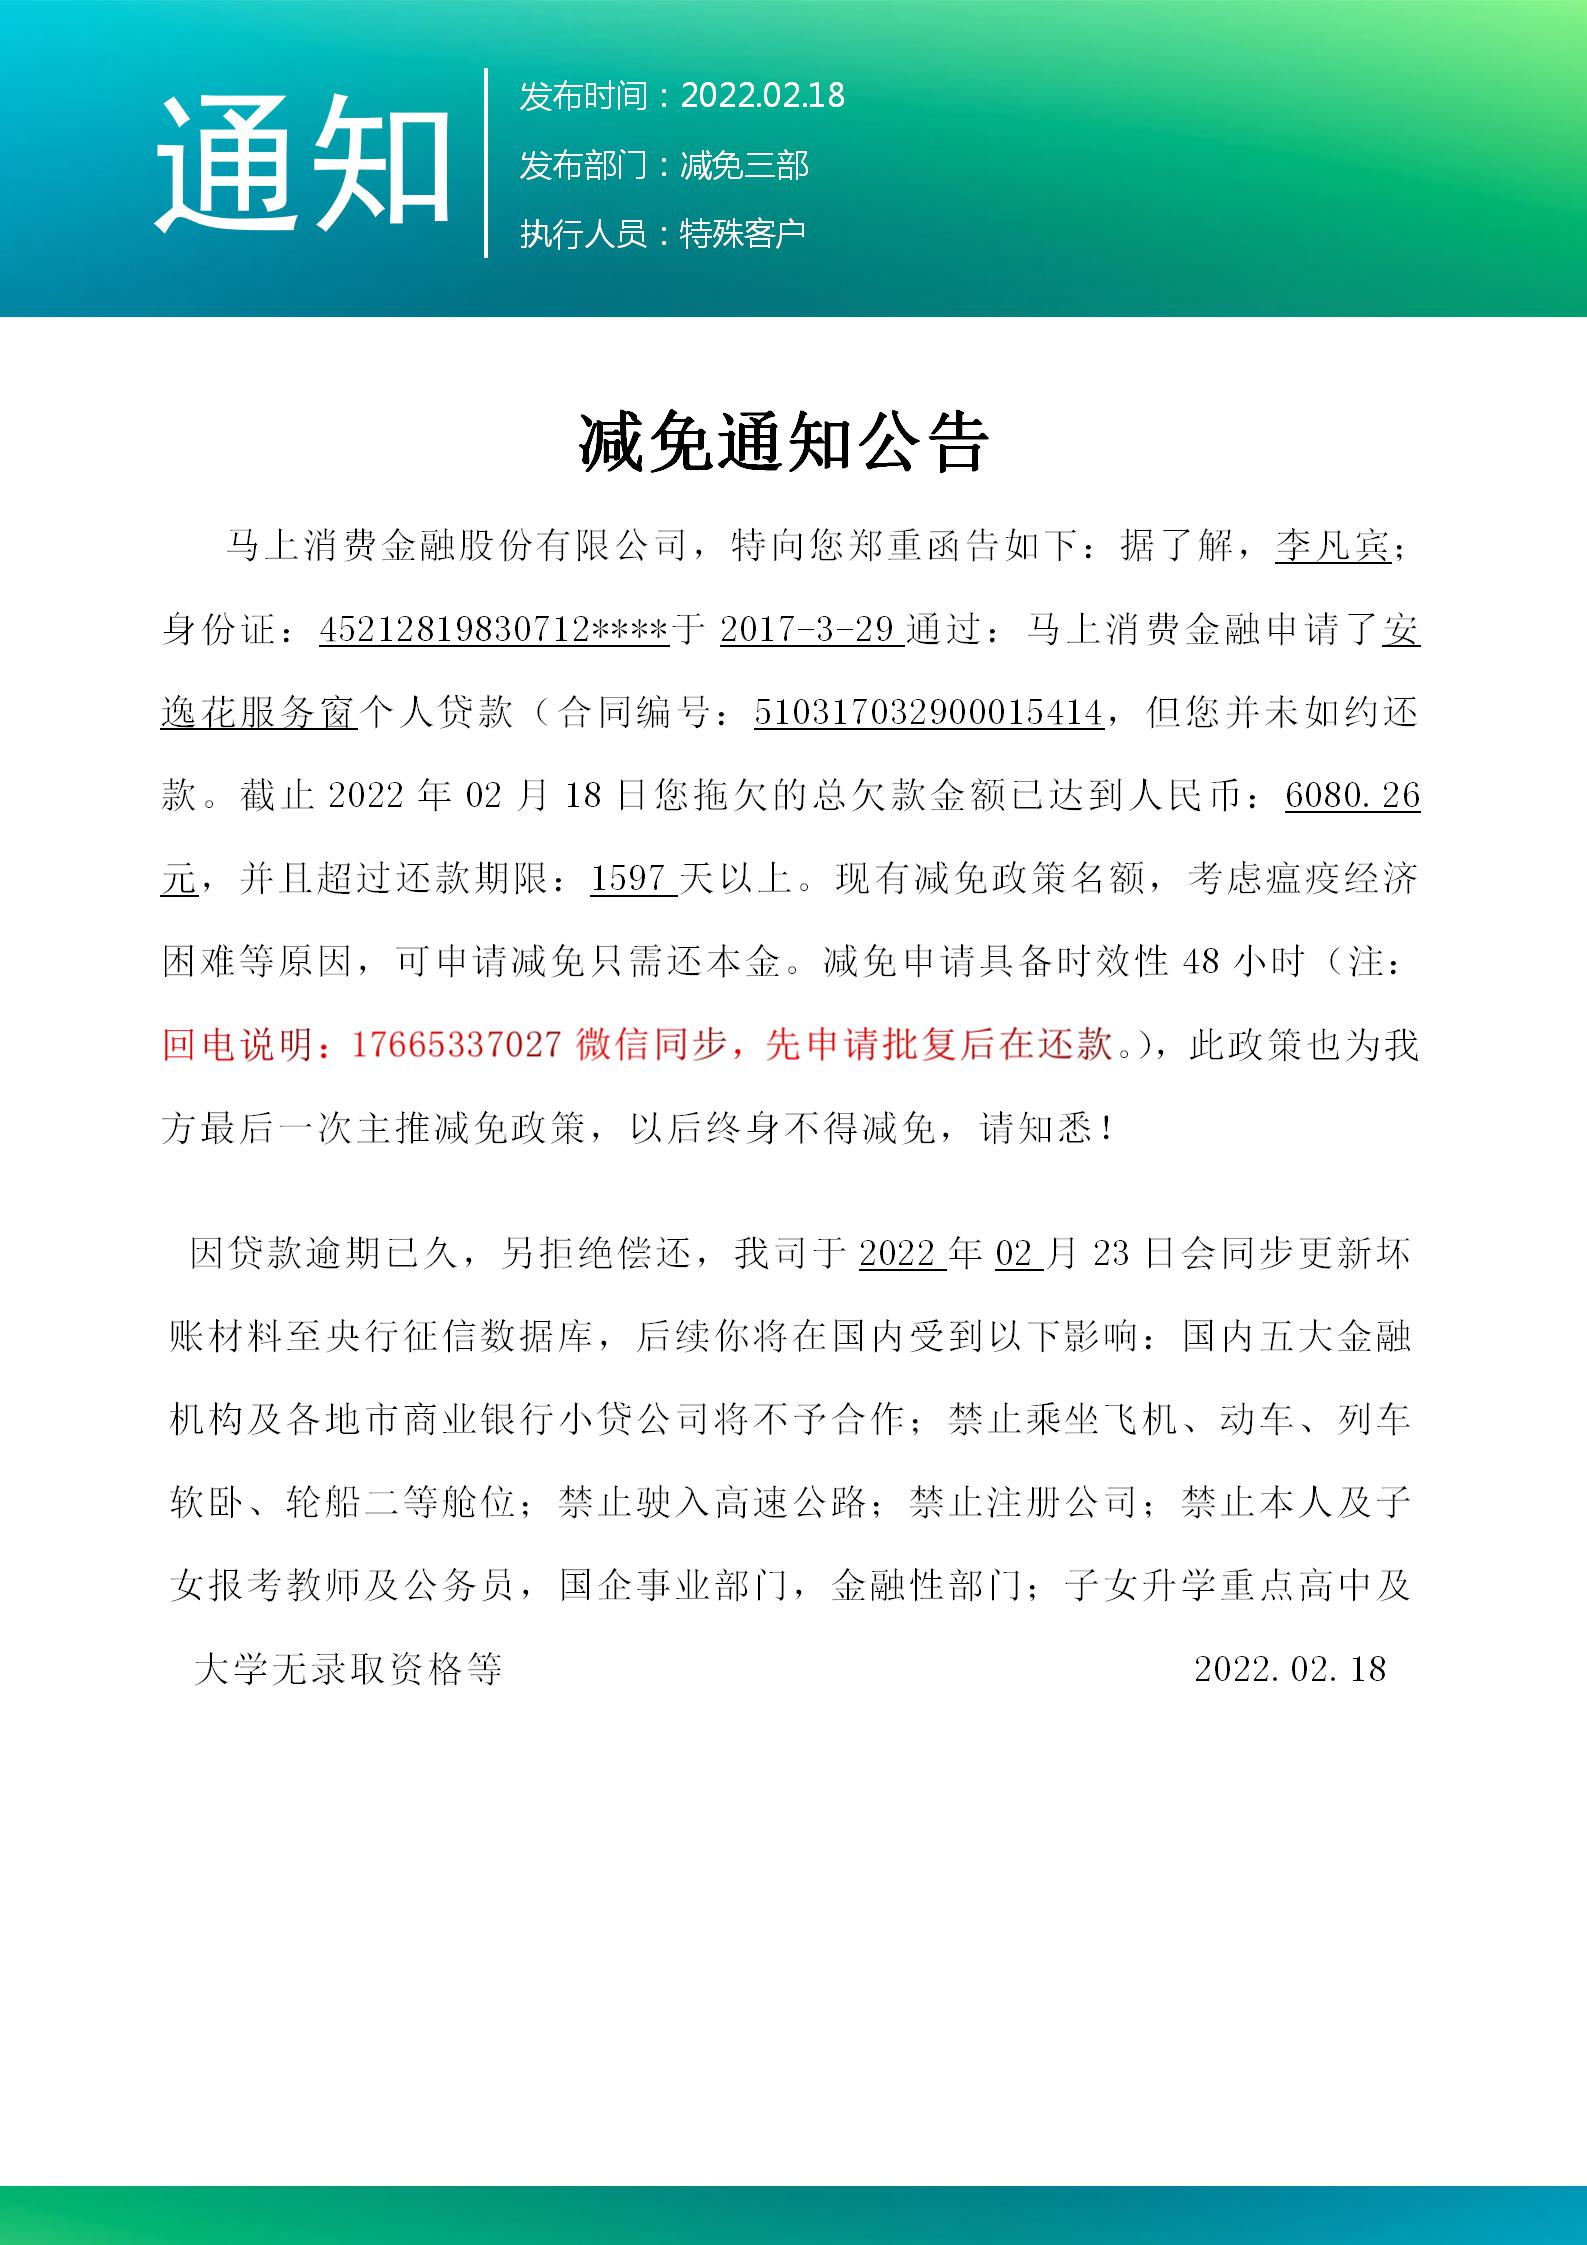 通知
发布时间：2022.02.18
发布部门：减免三部
执行人员：特殊客户
减免通知公告
马上消费金融股份有限公司，特向您郑重函告如下：据了解，李凡宾；
身份证：45212819830712****于 2017-3-29 通过：马上消费金融申请了安
逸花服务窗个人贷款（合同编号：510317032900015414，但您并未如约还
款。截止 2022 年 02 月 18 日您拖欠的总欠款金额已达到人民币：6080.26
元，并且超过还款期限：1597 天以上。现有减免政策名额，考虑瘟疫经济
困难等原因，可申请减免只需还本金。减免申请具备时效性 48 小时（注：
回电说明：17665337027 微信同步，先申请批复后在还款。），此政策也为我
方最后一次主推减免政策，以后终身不得减免，请知悉！
因贷款逾期已久，另拒绝偿还，我司于 2022 年 02 月 23 日会同步更新坏
账材料至央行征信数据库，后续你将在国内受到以下影响：国内五大金融
机构及各地市商业银行小贷公司将不予合作；禁止乘坐飞机、动车、列车
软卧、轮船二等舱位；禁止驶入高速公路；禁止注册公司；禁止本人及子
女报考教师及公务员，国企事业部门，金融性部门；子女升学重点高中及
大学无录取资格等 2022.02.18